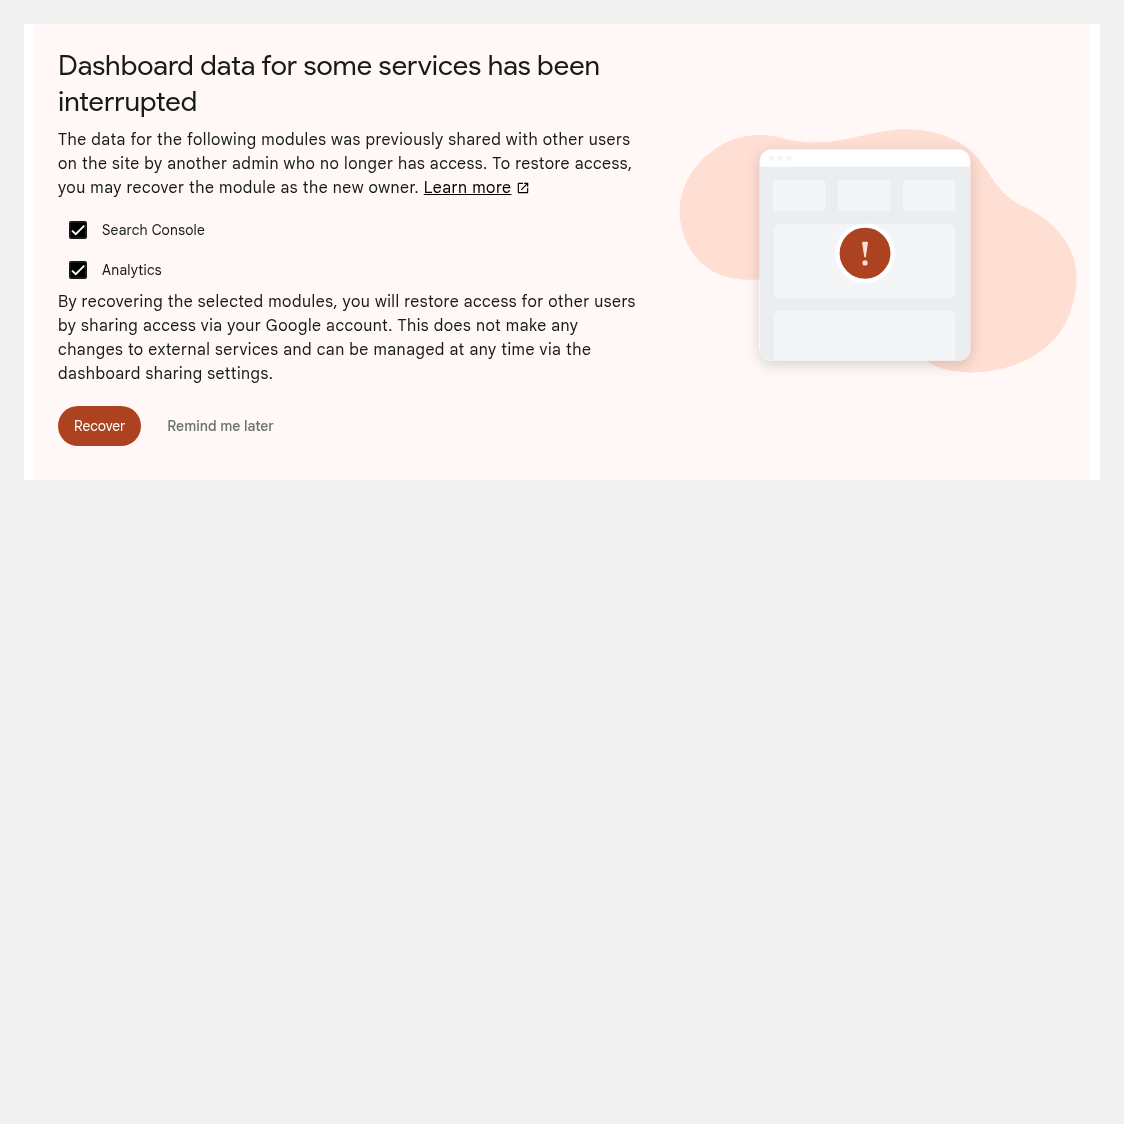 Dashboard data for some services has been
interrupted
The data for the following modules was previously shared with other users
on the site by another admin who no longer has access. To restore access,
you may recover the module as the new owner. Learn more
Search Console
Analytics
By recovering the selected modules, you will restore access for other users
by sharing access via your Google account. This does not make any
changes to external services and can be managed at any time via the
dashboard sharing settings.
Recover Remind me later